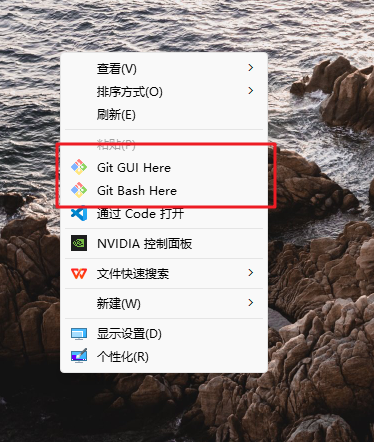 查看(V)
排序方式(O)
刷新(E)
粘贴(P)
Git GUI Here
Git Bash Here
通过 Code 打开
NVIDIA 控制面板
文件快速搜索
新建(W)
显示设置(D)
个性化(R)